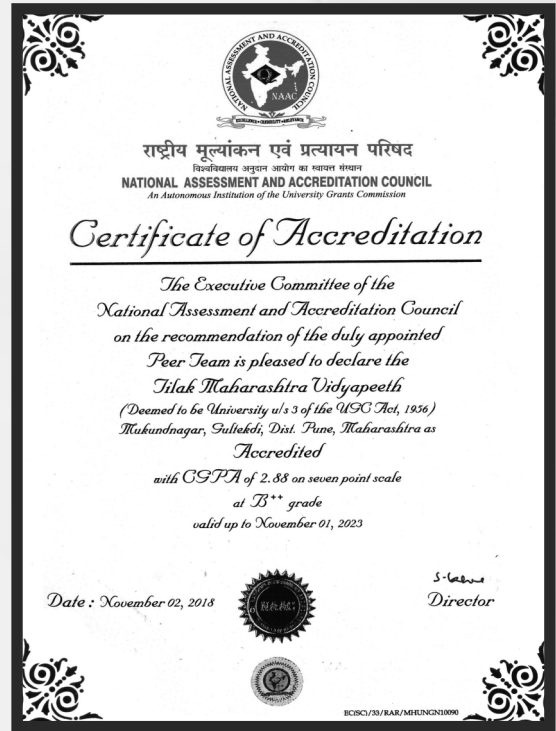 NATIONAL ASSESSMENT AND ACCREDITATION COUNCIL
NAAC
EXCELLENCE • CREDIBILITY • RELEVANCE
राष्ट्रीय मूल्यांकन एवं प्रत्यायन परिषद
विश्वविद्यालय अनुदान आयोग का स्वायत्त संस्थान
NATIONAL ASSESSMENT AND ACCREDITATION COUNCIL
An Autonomous Institution of the University Grants Commission
Certificate of Accreditation
The Executive Committee of the
National Assessment and Accreditation Council
on the recommendation of the duly appointed
Peer Team is pleased to declare the
Tilak Maharashtra Vidyapeeth
(Deemed to be University u/s 3 of the UGC Act, 1956)
Mukundnagar, Gultekdi, Dist. Pune, Maharashtra as
Accredited
with CGPA of 2.88 on seven point scale
at B++ grade
valid up to November 01, 2023
Date : November 02, 2018
Director
EC(SC)/33/RAR/MHUNGN10090